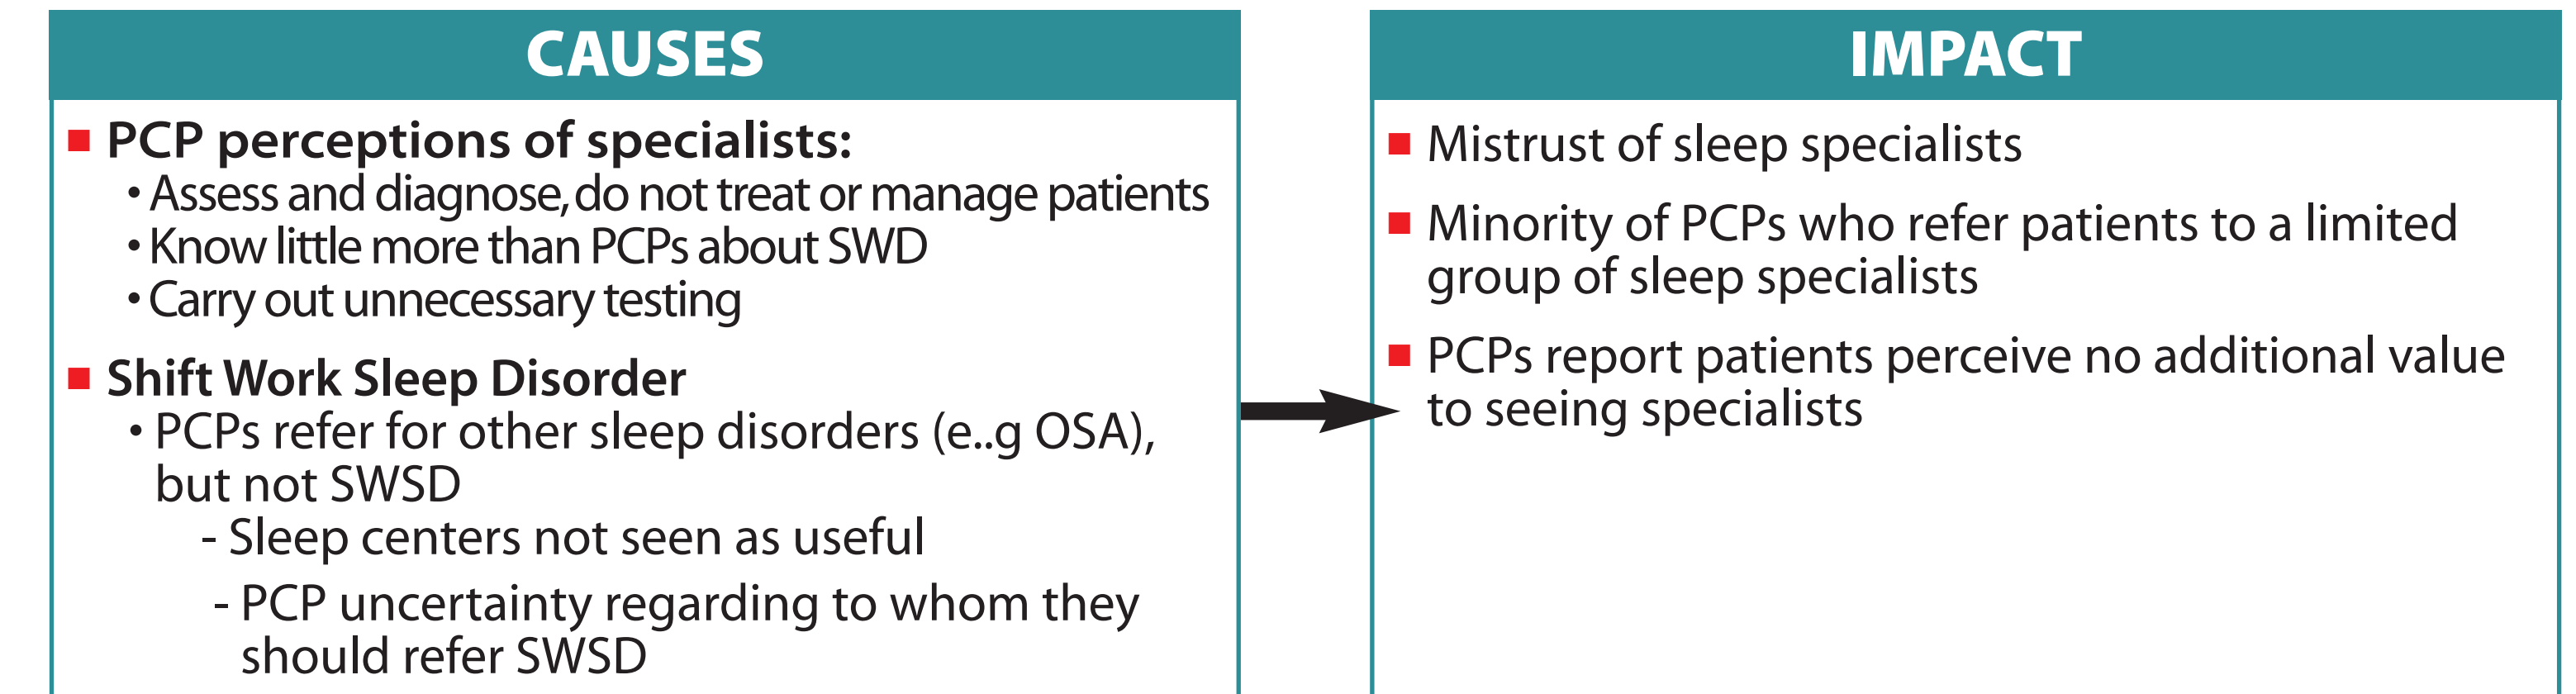 CAUSES
■ PCP perceptions of specialists:
• Assess and diagnose, do not treat or manage patients
• Know little more than PCPs about SWD
• Carry out unnecessary testing
■ Shift Work Sleep Disorder
• PCPs refer for other sleep disorders (e..g OSA),
but not SWSD
- Sleep centers not seen as useful
- PCP uncertainty regarding to whom they
should refer SWSD
IMPACT
■ Mistrust of sleep specialists
■ Minority of PCPs who refer patients to a limited
group of sleep specialists
■ PCPs report patients perceive no additional value
to seeing specialists